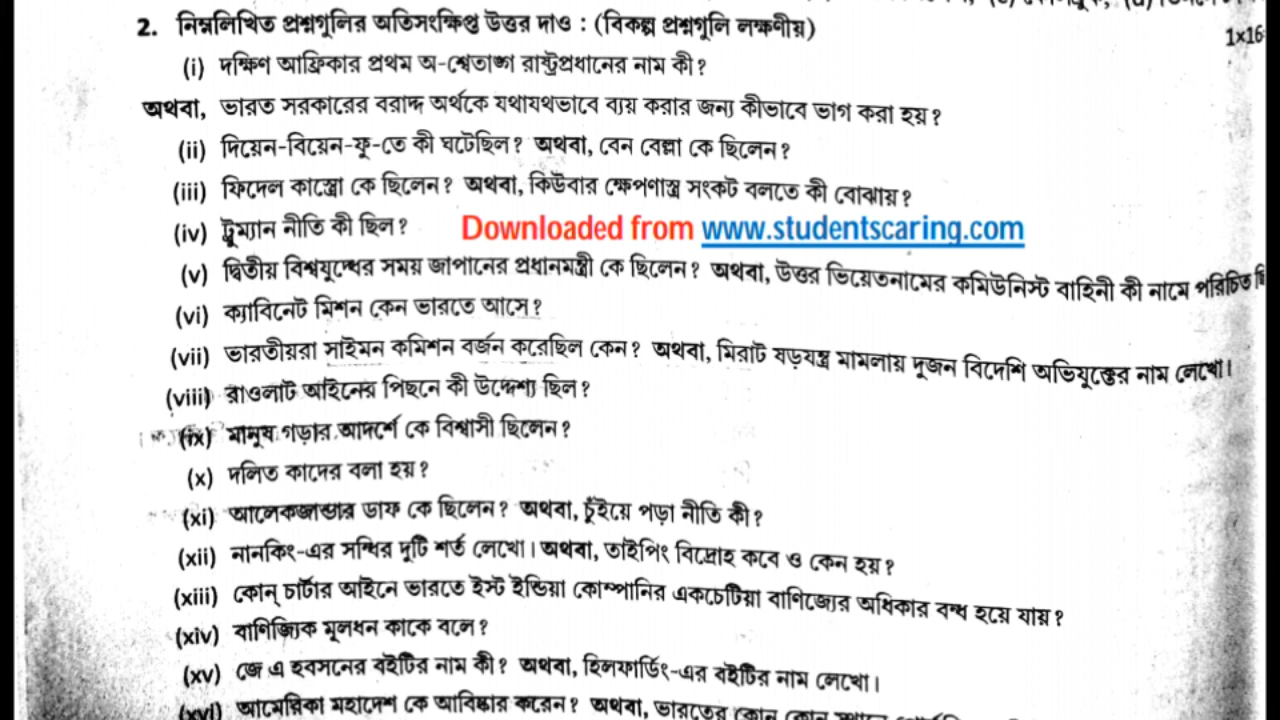 2. নিম্নলিখিত প্রশ্নগুলির অতিসংক্ষিপ্ত উত্তর দাও : (বিকল্প প্রশ্নগুলি লক্ষণীয়)
1×16
(i) দক্ষিণ আফ্রিকার প্রথম অ-শ্বেতাঙ্গ রাষ্ট্রপ্রধানের নাম কী?
অথবা, ভারত সরকারের বরাদ্দ অর্থকে যথাযথভাবে ব্যয় করার জন্য কীভাবে ভাগ করা হয়?
(ii) দিয়েন-বিয়েন-ফু-তে কী ঘটেছিল? অথবা, বেন বেল্লা কে ছিলেন?
(iii) ফিদেল কাস্ত্রো কে ছিলেন? অথবা, কিউবার ক্ষেপণাস্ত্র সংকট বলতে কী বোঝায়?
(iv) ট্রুম্যান নীতি কী ছিল? Downloaded from www.studentscaring.com
(v) দ্বিতীয় বিশ্বযুদ্ধের সময় জাপানের প্রধানমন্ত্রী কে ছিলেন? অথবা, উত্তর ভিয়েতনামের কমিউনিস্ট বাহিনী কী নামে পরিচিত
(vi) ক্যাবিনেট মিশন কেন ভারতে আসে?
(vii) ভারতীয়রা সাইমন কমিশন বর্জন করেছিল কেন? অথবা, মিরাট ষড়যন্ত্র মামলায় দুজন বিদেশি অভিযুক্তের নাম লেখো।
(viii) রাওলাট আইনের পিছনে কী উদ্দেশ্য ছিল?
(ix) মানুষ গড়ার আদর্শে কে বিশ্বাসী ছিলেন?
(x) দলিত কাদের বলা হয়?
(xi) আলেকজান্ডার ডাফ কে ছিলেন? অথবা, চুঁইয়ে পড়া নীতি কী?
(xii) নানকিং-এর সন্ধির দুটি শর্ত লেখো। অথবা, তাইপিং বিদ্রোহ কবে ও কেন হয়?
(xiii) কোন্ চার্টার আইনে ভারতে ইস্ট ইন্ডিয়া কোম্পানির একচেটিয়া বাণিজ্যের অধিকার বন্ধ হয়ে যায়?
(xiv) বাণিজ্যিক মূলধন কাকে বলে?
(xv) জে এ হবসনের বইটির নাম কী? অথবা, হিলফার্ডিং-এর বইটির নাম লেখো।
(xvi) আমেরিকা মহাদেশ কে আবিষ্কার করেন? অথবা, ভারতের কোন কোন